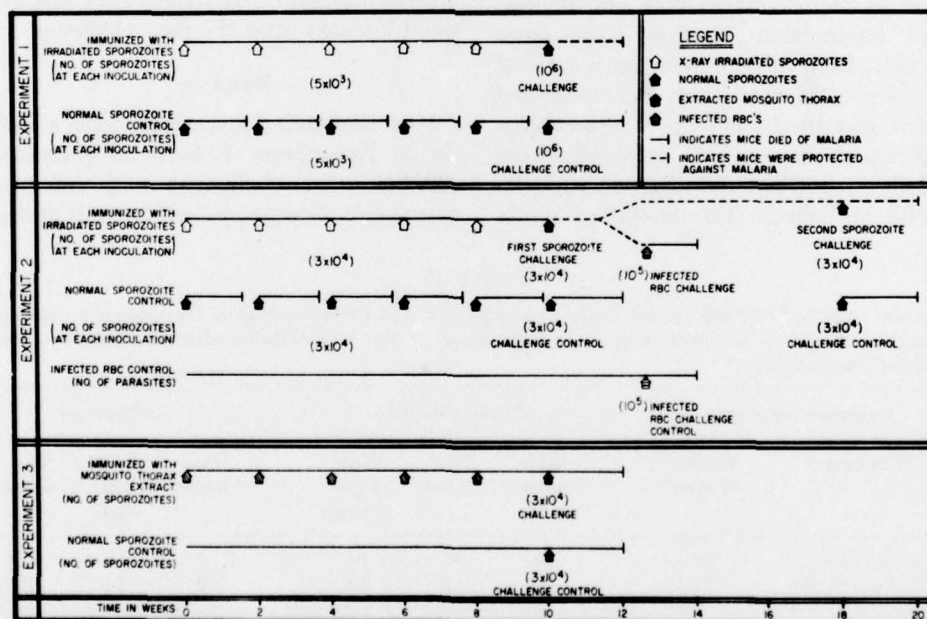 EXPERIMENT 1
IMMUNIZED WITH
IRRADIATED SPOROZOITES
(NO. OF SPOROZOITES
AT EACH INOCULATION)
(5x10³)
(10⁶)
CHALLENGE
NORMAL SPOROZOITE
CONTROL
(NO. OF SPOROZOITES
AT EACH INOCULATION)
(5x10³)
(10⁶)
CHALLENGE CONTROL
LEGEND
X-RAY IRRADIATED SPOROZOITES
NORMAL SPOROZOITES
EXTRACTED MOSQUITO THORAX
INFECTED RBC'S
INDICATES MICE DIED OF MALARIA
INDICATES MICE WERE PROTECTED
AGAINST MALARIA
EXPERIMENT 2
IMMUNIZED WITH
IRRADIATED SPOROZOITES
(NO. OF SPOROZOITES
AT EACH INOCULATION)
(3x10⁴)
FIRST SPOROZOITE
CHALLENGE
(3x10⁴)
(10⁵) INFECTED
RBC CHALLENGE
SECOND SPOROZOITE
CHALLENGE
(3x10⁴)
NORMAL SPOROZOITE
CONTROL
(NO. OF SPOROZOITES
AT EACH INOCULATION)
(3x10⁴)
(3x10⁴)
CHALLENGE CONTROL
(3x10⁴)
CHALLENGE CONTROL
INFECTED RBC CONTROL
(NO. OF PARASITES)
(10⁵) INFECTED
RBC CHALLENGE
CONTROL
EXPERIMENT 3
IMMUNIZED WITH
MOSQUITO THORAX
EXTRACT
(NO. OF SPOROZOITES)
(3x10⁴)
CHALLENGE
NORMAL SPOROZOITE
CONTROL
(NO. OF SPOROZOITES)
(3x10⁴)
CHALLENGE CONTROL
TIME IN WEEKS 0 2 4 6 8 10 12 14 16 18 20